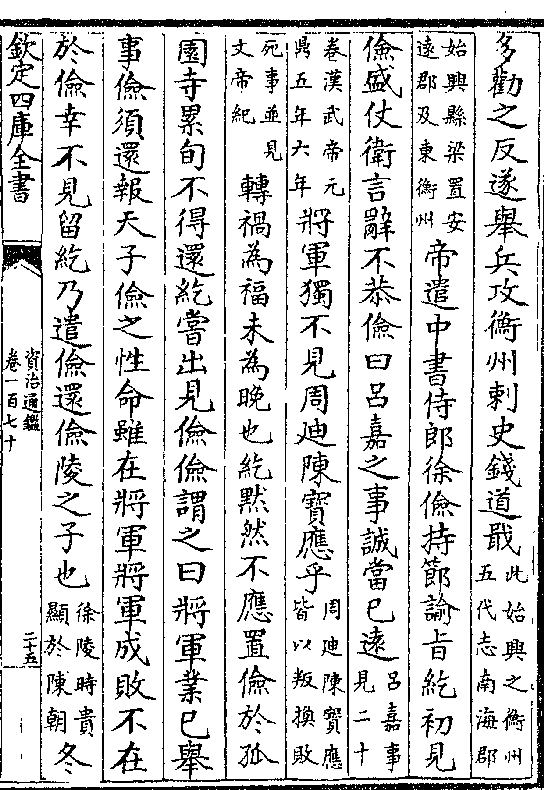 多勸之反遂舉兵攻衡州刺史錢道戢此始興之衡州五代志南海郡
始興縣梁置安遠郡及東衡州帝遣中書侍郎徐儉持節諭旨紇初見
儉盛仗衛言辭不恭儉曰呂嘉之事誠當已遠呂嘉事見二十
卷漢武帝元鼎五年六年將軍獨不見周廸陳寶應乎周廸陳寶應皆以叛換敗
死事並見文帝紀轉禍為福未為晚也紇黙然不應置儉於孤
園寺累旬不得還紇嘗出見儉儉謂之曰將軍業已舉
事儉須還報天子儉之性命雖在將軍將軍成敗不在
於儉幸不見留紇乃遣儉還儉陵之子也徐陵時貴顯於陳朝冬
欽定四庫全書
資治通鑑
卷一百七十
二十五